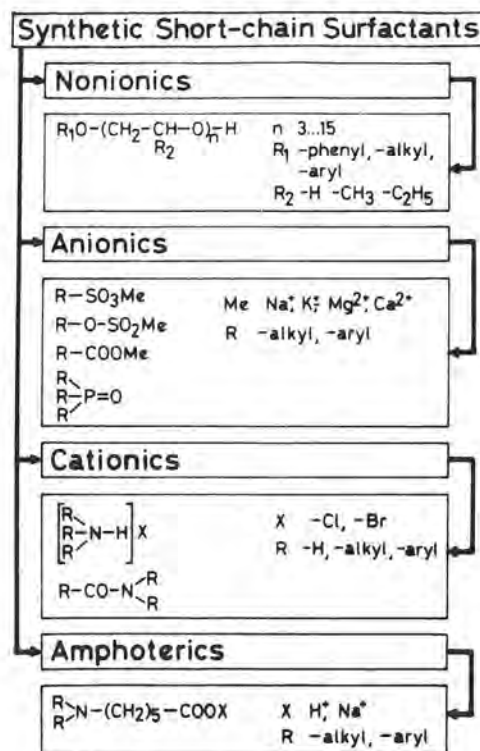 Synthetic Short-chain Surfactants
Nonionics
R₁O-(CH₂-CH-O)ₙ-H n 3...15
R₂ R₁ -phenyl, -alkyl,
-aryl
R₂ -H -CH₃ -C₂H₅
Anionics
R-SO₃Me Me Na⁺, K⁺, Mg²⁺, Ca²⁺
R-O-SO₂Me R -alkyl, -aryl
R-COOMe
R
R-P=O
R
Cationics
[R
R-N-H]X X -Cl, -Br
R R -H, -alkyl, -aryl
R-CO-N R
R
Amphoterics
R
R N-(CH₂)₅-COOX X H⁺, Na⁺
R -alkyl, -aryl